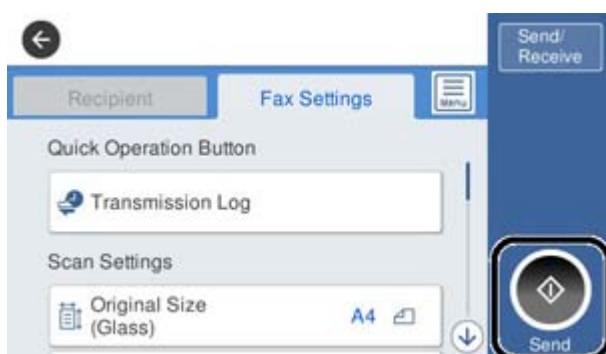 Send/
Receive
Recipient
Fax Settings
Menu
Quick Operation Button
Transmission Log
Scan Settings
Original Size
(Glass)
A4
Send